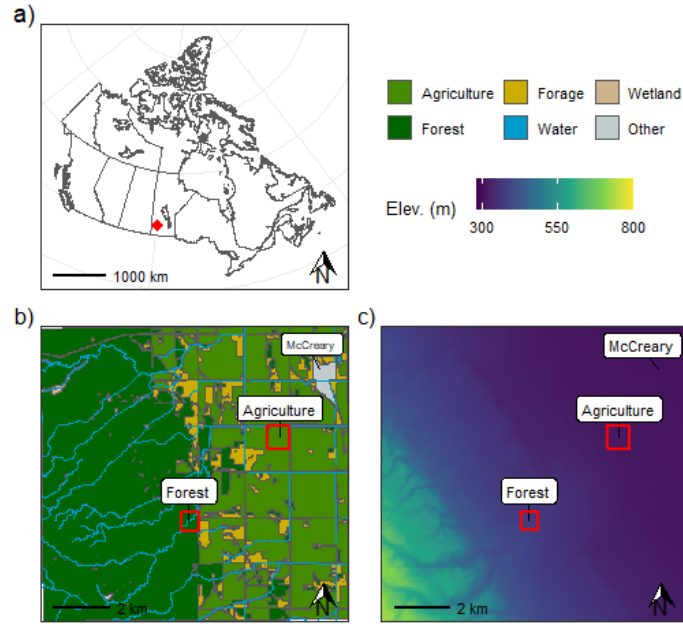 a)
Agriculture Forage Wetland
Forest Water Other
Elev. (m)
300 550 800
1000 km
N
b)
McCreary
Agriculture
Forest
2 km
N
c)
McCreary
Agriculture
Forest
2 km
N